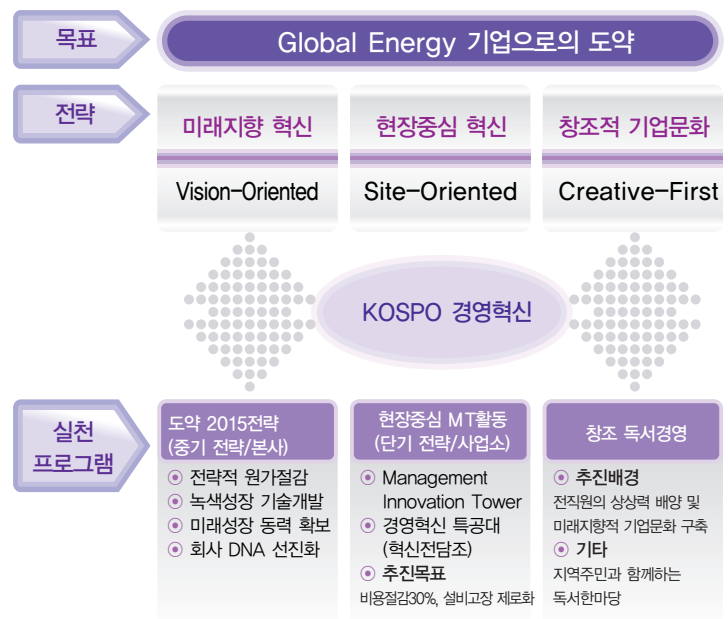 목표
Global Energy 기업으로의 도약
전략
미래지향 혁신
Vision-Oriented
현장중심 혁신
Site-Oriented
창조적 기업문화
Creative-First
KOSPO 경영혁신
실천
프로그램
도약 2015전략
(중기 전략/본사)
전략적 원가절감
녹색성장 기술개발
미래성장 동력 확보
회사 DNA 선진화
현장중심 MT활동
(단기 전략/사업소)
Management
Innovation Tower
경영혁신 특공대
(혁신전담조)
추진목표
비용절감30%, 설비고장 제로화
창조 독서경영
추진배경
전직원의 상상력 배양 및
미래지향적 기업문화 구축
기타
지역주민과 함께하는
독서한마당